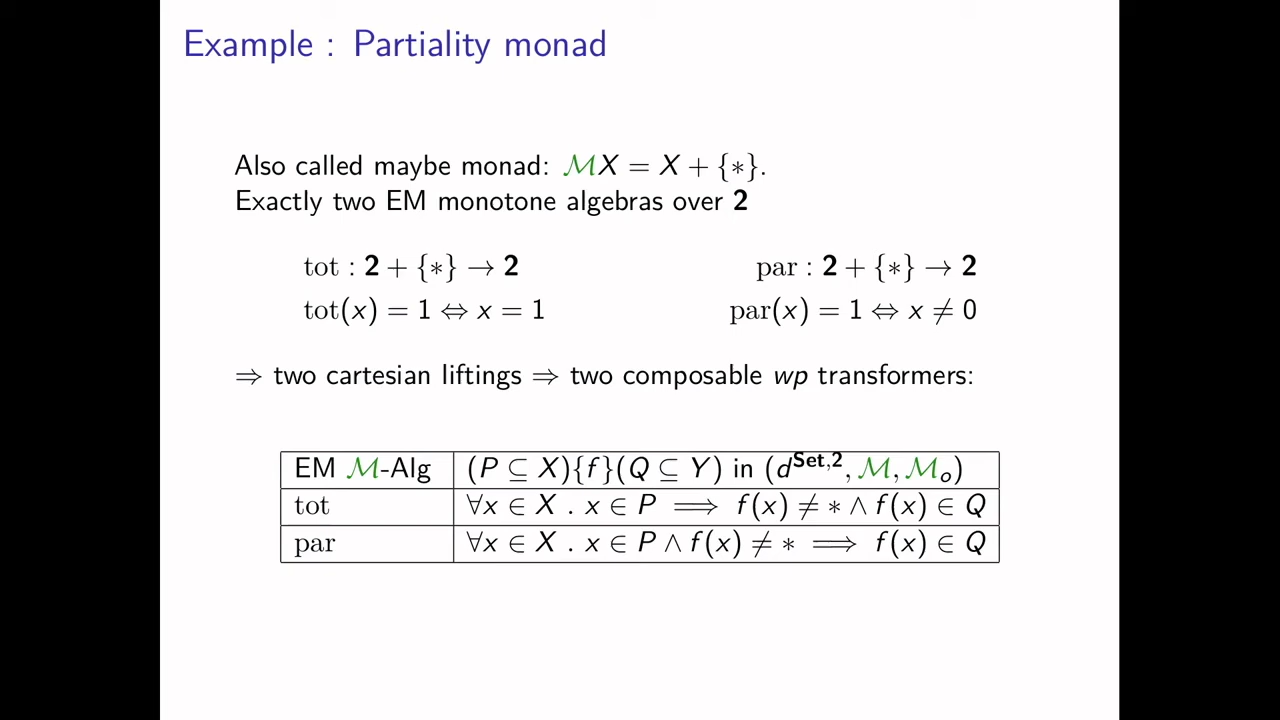 Example : Partiality monad
Also called maybe monad: ℳX = X + {∗}.
Exactly two EM monotone algebras over 𝟐
tot : 𝟐 + {∗} → 𝟐
par : 𝟐 + {∗} → 𝟐
tot(x) = 1 ⇔ x = 1
par(x) = 1 ⇔ x ≠ 0
⇒ two cartesian liftings ⇒ two composable wp transformers:
EM ℳ-Alg
(P ⊆ X){f}(Q ⊆ Y) in (d^{Set,2}, ℳ, ℳ_o)
tot
∀x ∈ X . x ∈ P ⟹ f(x) ≠ ∗ ∧ f(x) ∈ Q
par
∀x ∈ X . x ∈ P ∧ f(x) ≠ ∗ ⟹ f(x) ∈ Q